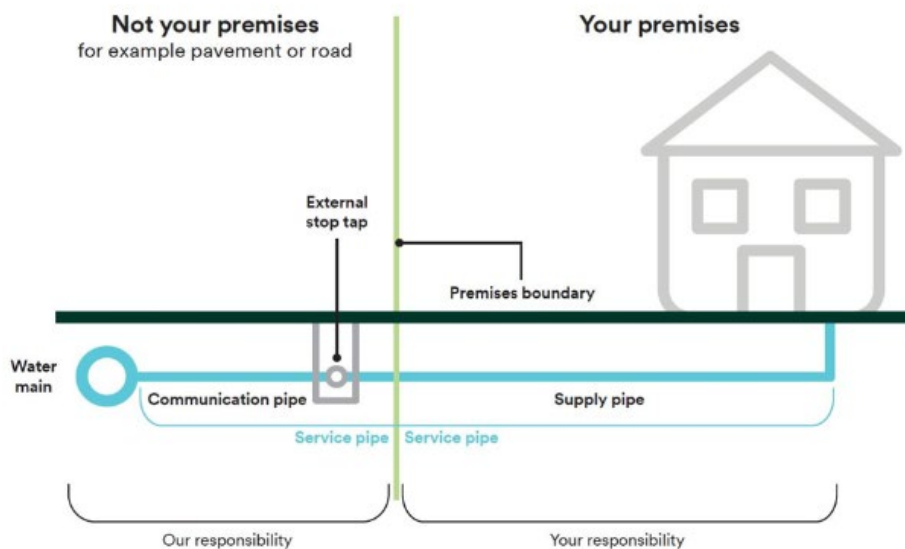 Not your premises
for example pavement or road
Your premises
External
stop tap
Premises boundary
Water
main
Communication pipe
Supply pipe
Service pipe
Service pipe
Our responsibility
Your responsibility